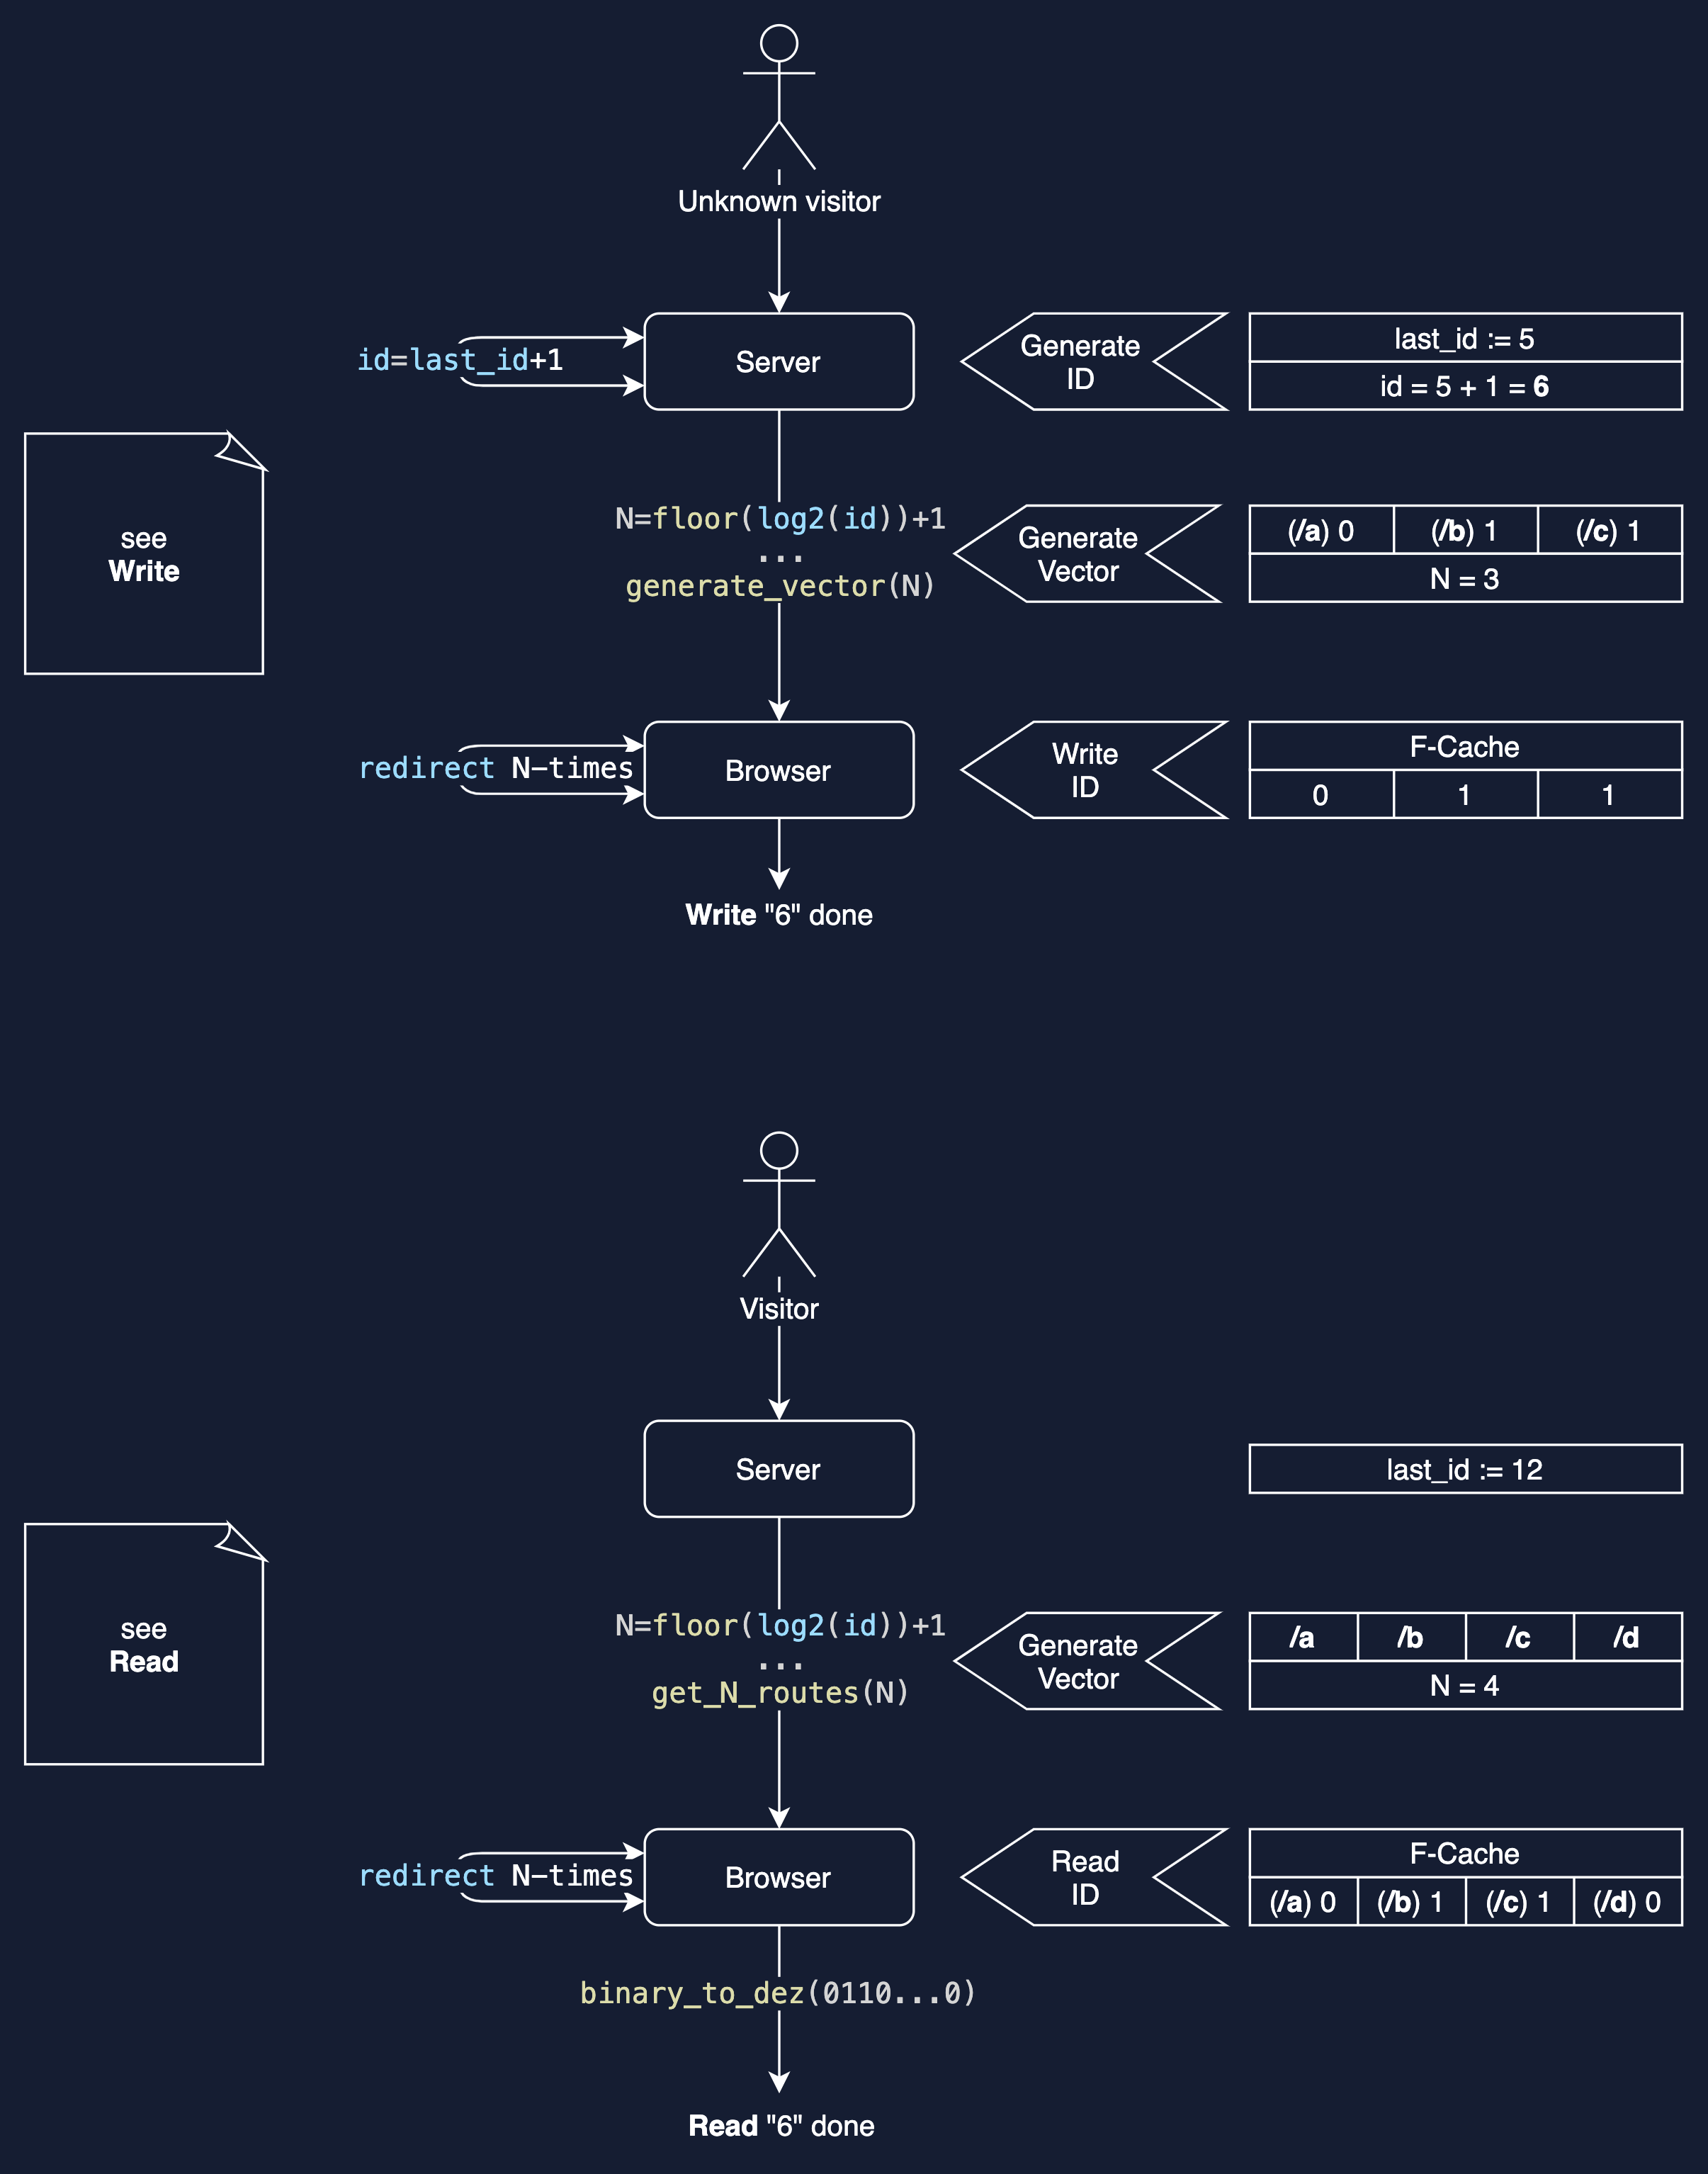 Unknown visitor
id=last_id+1
Server
Generate
ID
last_id := 5
id = 5 + 1 = 6
see
Write
N=floor(log2(id))+1
...
generate_vector(N)
Generate
Vector
(/a) 0
(/b) 1
(/c) 1
N = 3
redirect N-times
Browser
Write
ID
F-Cache
0
1
1
Write "6" done
Visitor
Server
last_id := 12
see
Read
N=floor(log2(id))+1
...
get_N_routes(N)
Generate
Vector
/a
/b
/c
/d
N = 4
redirect N-times
Browser
Read
ID
F-Cache
(/a) 0
(/b) 1
(/c) 1
(/d) 0
binary_to_dez(0110...0)
Read "6" done